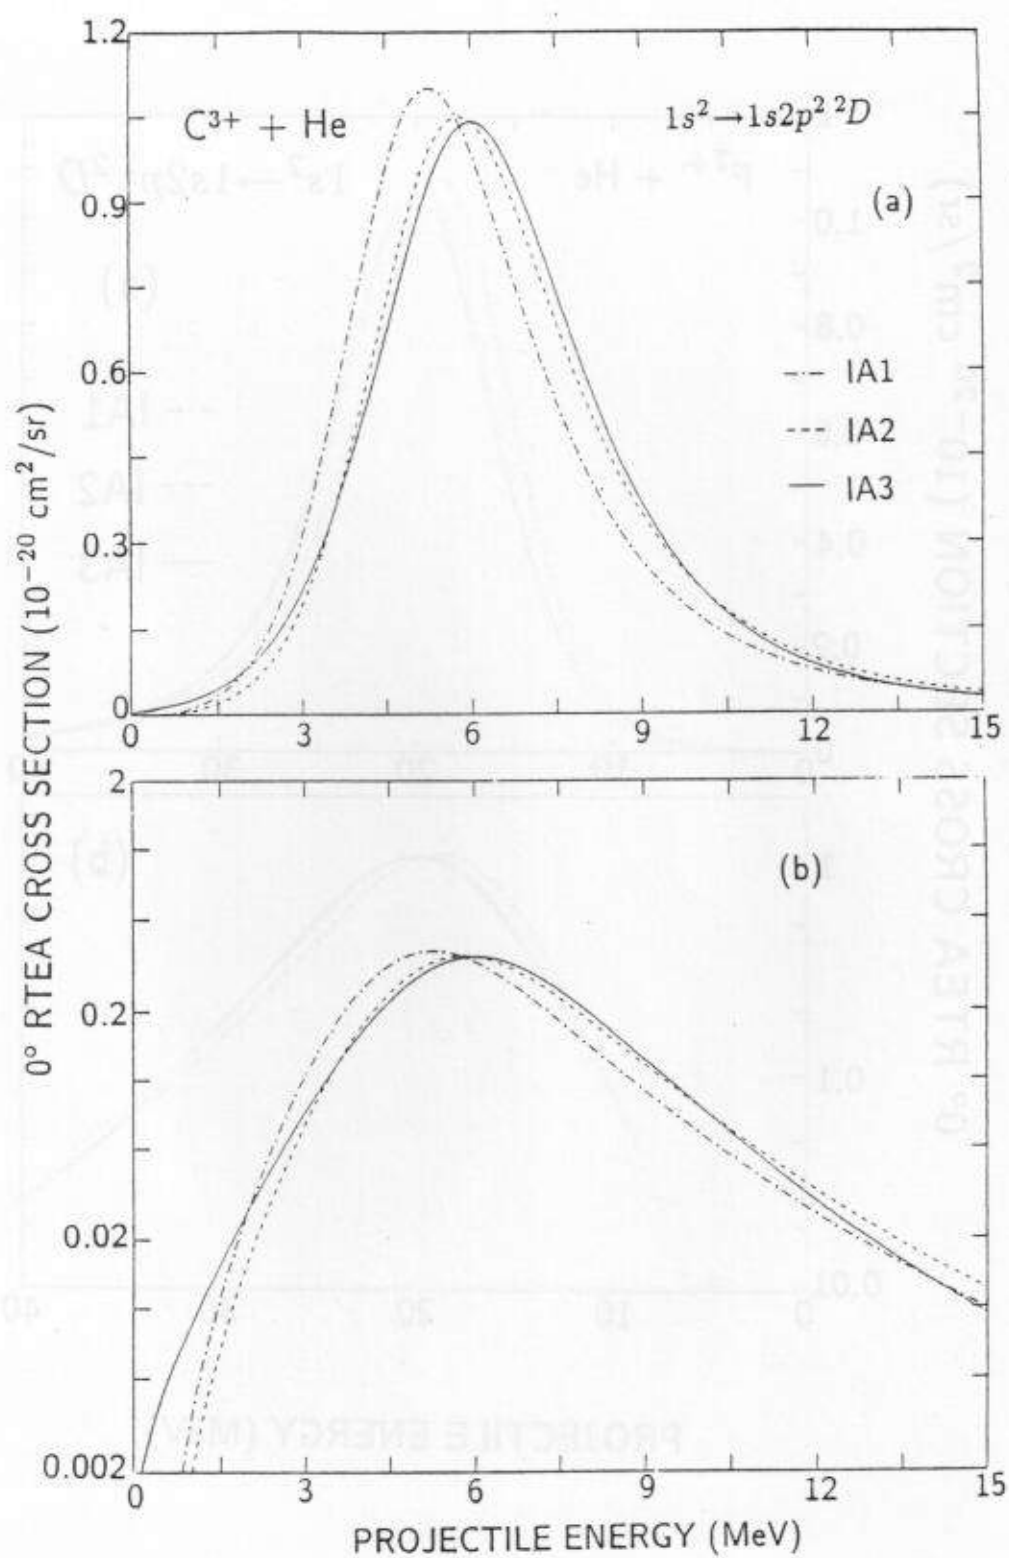 1.2
C³⁺ + He
1s²→1s2p² ²D
(a)
0.9
0.6
IA1
IA2
IA3
0.3
0
0 3 6 9 12 15
0° RTEA CROSS SECTION (10⁻²⁰ cm²/sr)
2
(b)
0.2
0.02
0.002
0 3 6 9 12 15
PROJECTILE ENERGY (MeV)